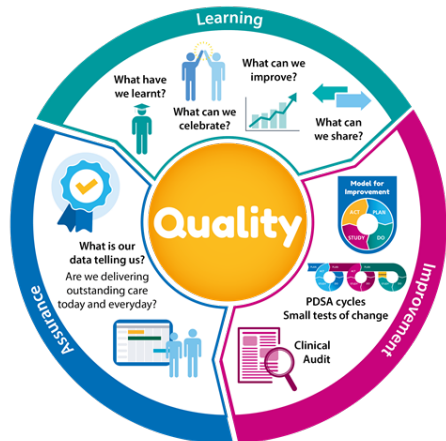 Learning
What have
we learnt?
What can we
celebrate?
What can we
improve?
What can
we share?
Quality
Model for
Improvement
ACT
PLAN
STUDY
DO
PDSA cycles
Small tests of change
Clinical
Audit
Improvement
What is our
data telling us?
Are we delivering
outstanding care
today and everyday?
Assurance